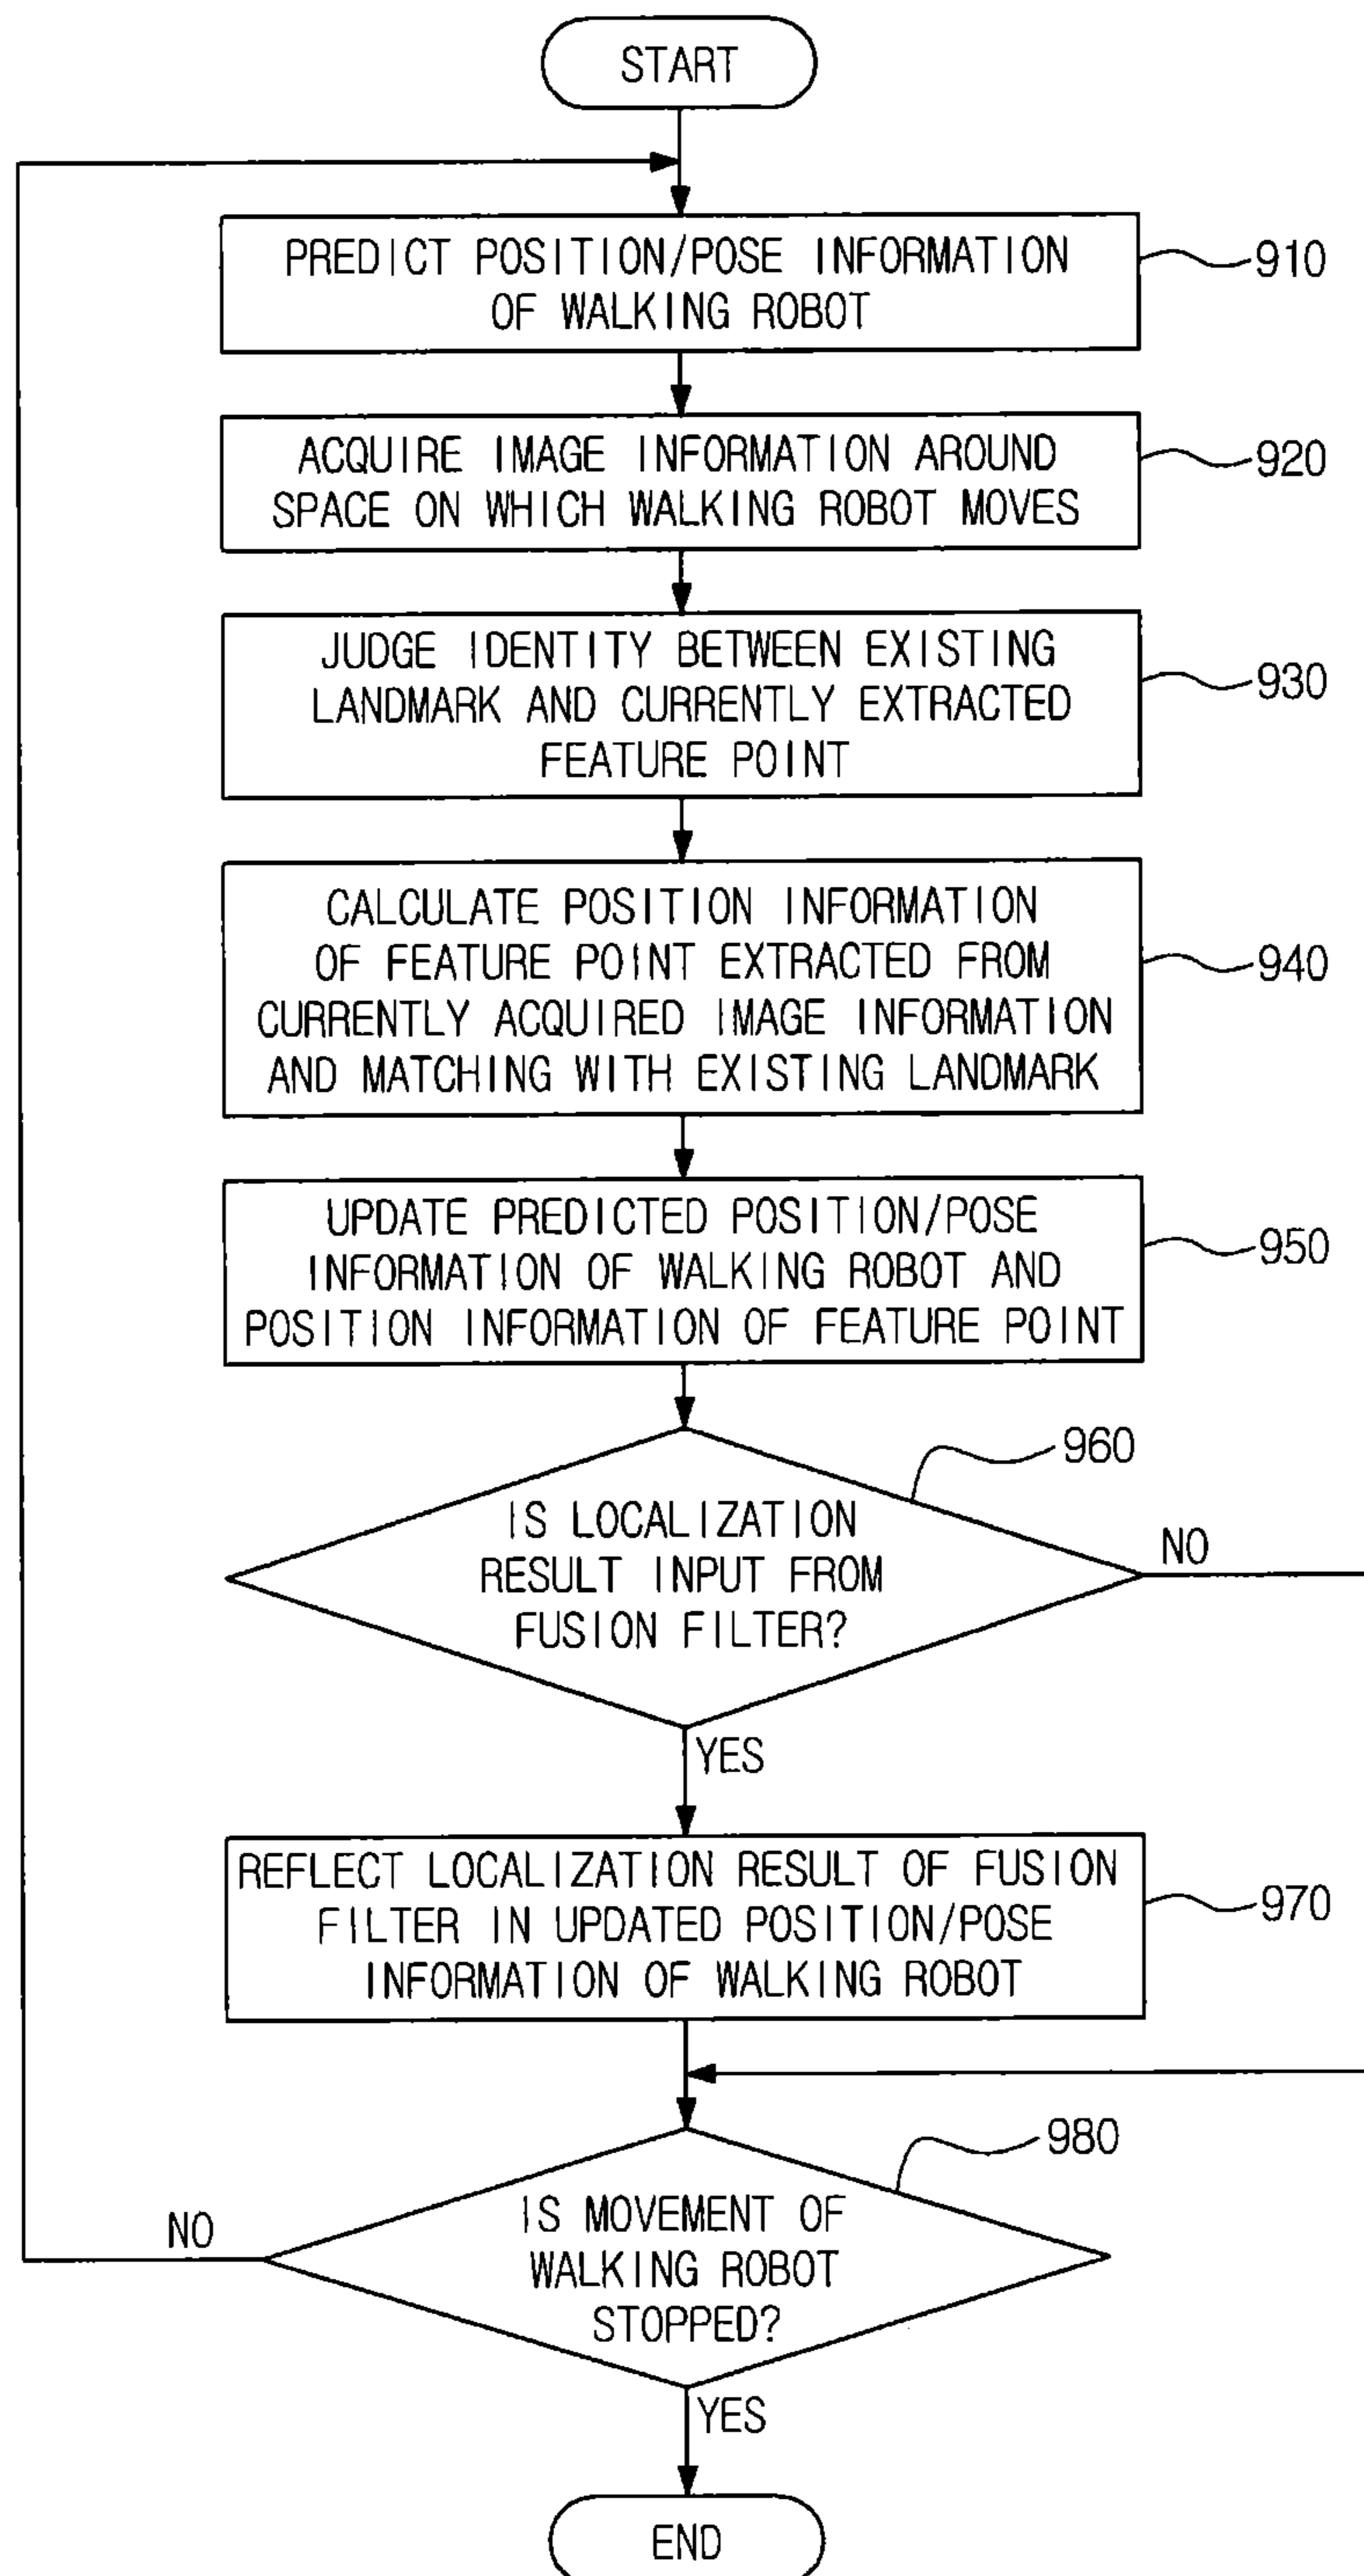 START
PREDICT POSITION/POSE INFORMATION
OF WALKING ROBOT
910
ACQUIRE IMAGE INFORMATION AROUND
SPACE ON WHICH WALKING ROBOT MOVES
920
JUDGE IDENTITY BETWEEN EXISTING
LANDMARK AND CURRENTLY EXTRACTED
FEATURE POINT
930
CALCULATE POSITION INFORMATION
OF FEATURE POINT EXTRACTED FROM
CURRENTLY ACQUIRED IMAGE INFORMATION
AND MATCHING WITH EXISTING LANDMARK
940
UPDATE PREDICTED POSITION/POSE
INFORMATION OF WALKING ROBOT AND
POSITION INFORMATION OF FEATURE POINT
950
960
IS LOCALIZATION
RESULT INPUT FROM
FUSION FILTER?
NO
YES
REFLECT LOCALIZATION RESULT OF FUSION
FILTER IN UPDATED POSITION/POSE
INFORMATION OF WALKING ROBOT
970
980
IS MOVEMENT OF
WALKING ROBOT
STOPPED?
NO
YES
END